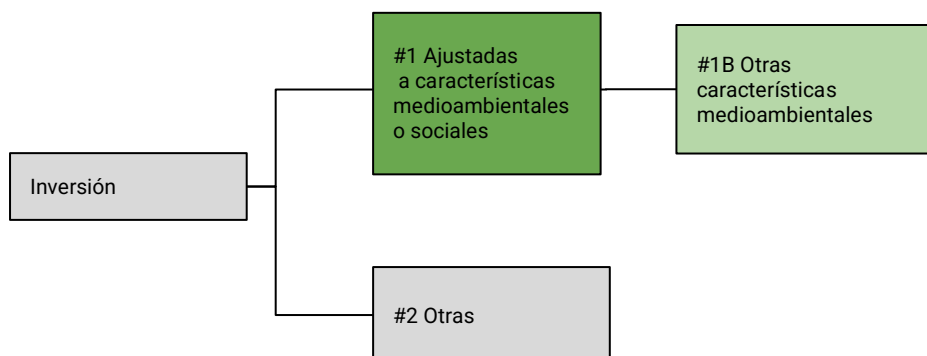 #1 Ajustadas
a características
medioambientales
o sociales
#1B Otras
características
medioambientales
Inversión
#2 Otras